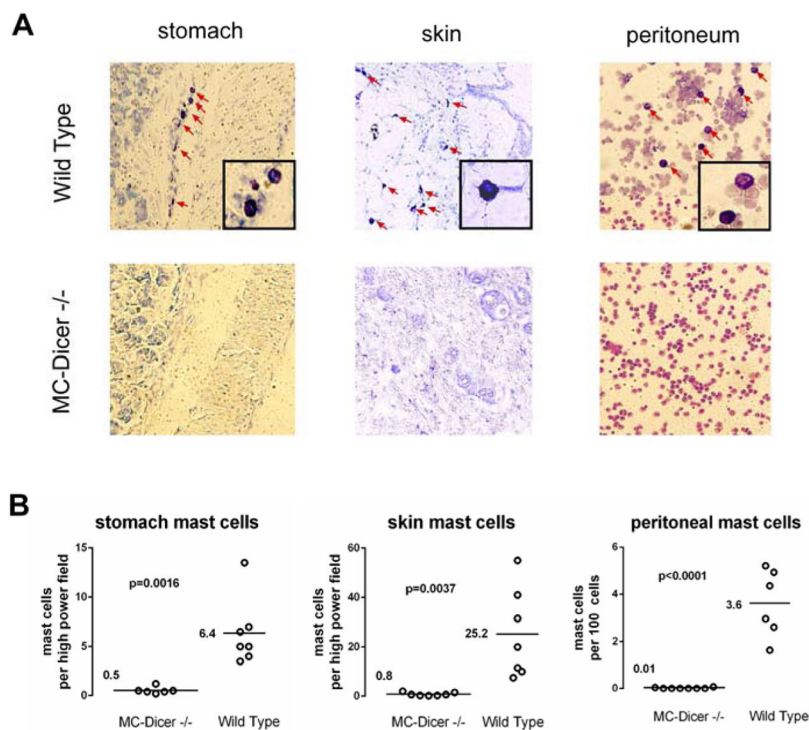 A
stomach
skin
peritoneum
Wild Type
MC-Dicer -/-
B
stomach mast cells
mast cells
per high power field
15
10
5
0
p=0.0016
0.5
6.4
MC-Dicer -/-
Wild Type
skin mast cells
mast cells
per high power field
60
40
20
0
p=0.0037
0.8
25.2
MC-Dicer -/-
Wild Type
peritoneal mast cells
mast cells
per 100 cells
6
4
2
0
p<0.0001
0.01
3.6
MC-Dicer -/-
Wild Type